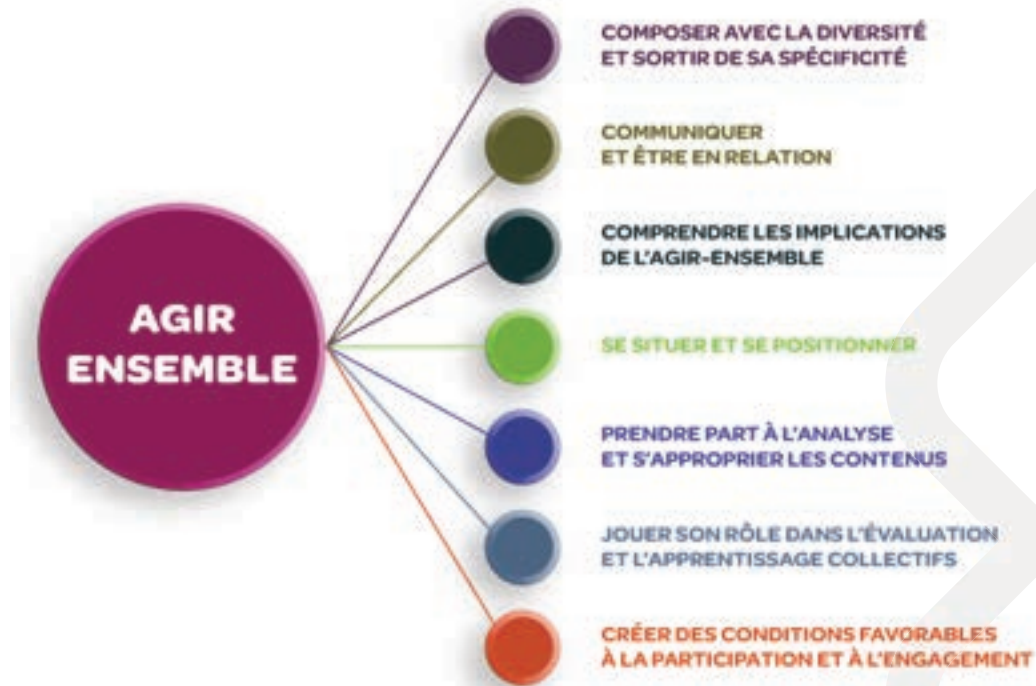 AGIR
ENSEMBLE
COMPOSER AVEC LA DIVERSITÉ
ET SORTIR DE SA SPÉCIFICITÉ
COMMUNIQUER
ET ÊTRE EN RELATION
COMPRENDRE LES IMPLICATIONS
DE L'AGIR-ENSEMBLE
SE SITUER ET SE POSITIONNER
PRENDRE PART À L'ANALYSE
ET S'APPROPRIER LES CONTENUS
JOUER SON RÔLE DANS L'ÉVALUATION
ET L'APPRENTISSAGE COLLECTIFS
CRÉER DES CONDITIONS FAVORABLES
À LA PARTICIPATION ET À L'ENGAGEMENT